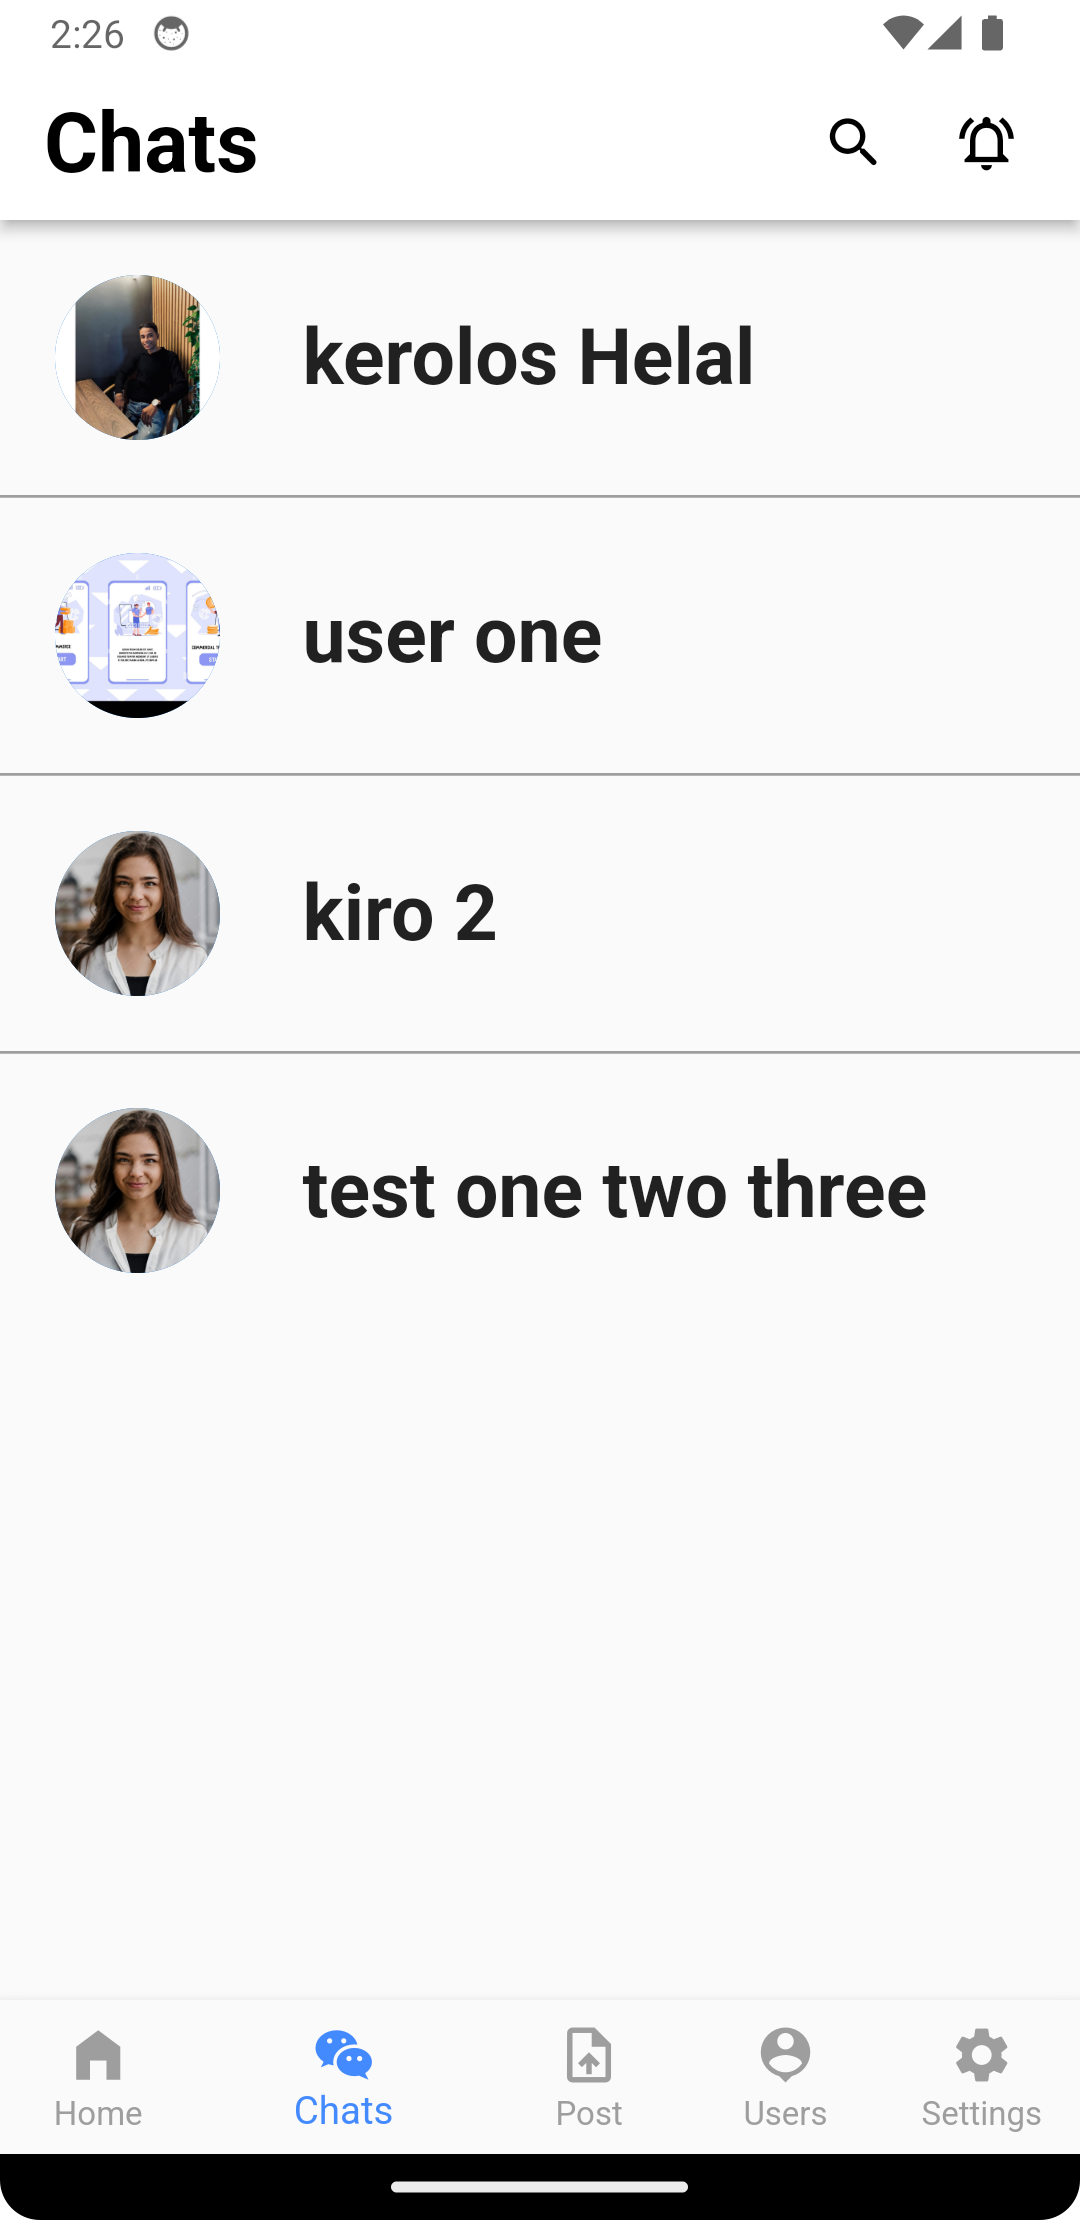 2:26
Chats
kerolos Helal
user one
kiro 2
test one two three
Home
Chats
Post
Users
Settings